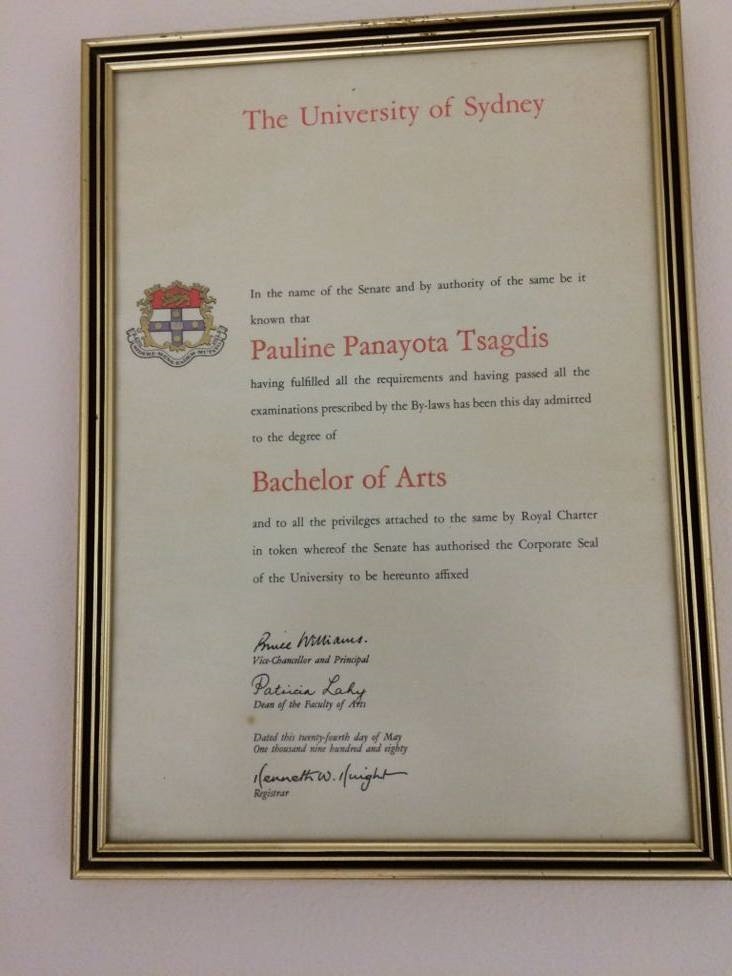 The University of Sydney
In the name of the Senate and by authority of the same be it
known that
Pauline Panayota Tsagdis
having fulfilled all the requirements and having passed all the
examinations prescribed by the By-laws has been this day admitted
to the degree of
Bachelor of Arts
and to all the privileges attached to the same by Royal Charter
in token whereof the Senate has authorised the Corporate Seal
of the University to be hereunto affixed
Bruce Williams.
Vice-Chancellor and Principal
Patricia Lahy
Dean of the Faculty of Arts
Dated this twenty-fourth day of May
One thousand nine hundred and eighty
Kenneth W. Knight
Registrar